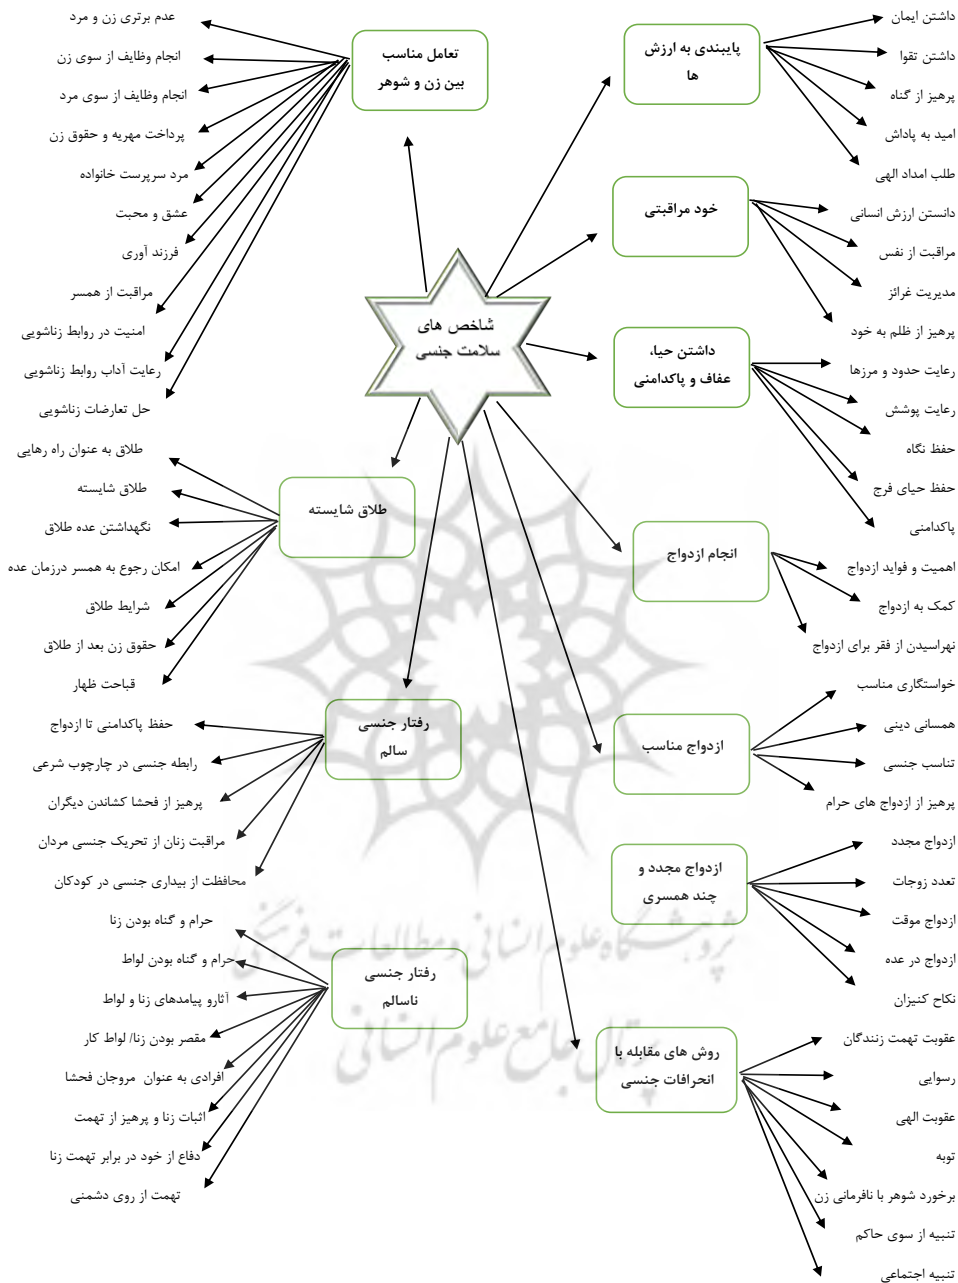 شاخص های
سلامت جنسی
پایبندی به ارزش
ها
داشتن ایمان
داشتن تقوا
پرهیز از گناه
امید به پاداش
طلب امداد الهی
خود مراقبتی
دانستن ارزش انسانی
مراقبت از نفس
مدیریت غرائز
پرهیز از ظلم به خود
داشتن حیا،
عفاف و پاکدامنی
رعایت حدود و مرزها
رعایت پوشش
حفظ نگاه
حفظ حیای فرج
پاکدامنی
انجام ازدواج
اهمیت و فواید ازدواج
کمک به ازدواج
نهراسیدن از فقر برای ازدواج
ازدواج مناسب
خواستگاری مناسب
همسانی دینی
تناسب جنسی
پرهیز از ازدواج های حرام
ازدواج مجدد و
چند همسری
ازدواج مجدد
تعدد زوجات
ازدواج موقت
ازدواج در عده
نکاح کنیزان
روش های مقابله با
انحرافات جنسی
عقوبت تهمت زنندگان
رسوایی
عقوبت الهی
توبه
برخورد شوهر با نافرمانی زن
تنبیه از سوی حاکم
تنبیه اجتماعی
تعامل مناسب
بین زن و شوهر
عدم برتری زن و مرد
انجام وظایف از سوی زن
انجام وظایف از سوی مرد
پرداخت مهریه و حقوق زن
مرد سرپرست خانواده
عشق و محبت
فرزند آوری
مراقبت از همسر
امنیت در روابط زناشویی
رعایت آداب روابط زناشویی
حل تعارضات زناشویی
طلاق شایسته
طلاق به عنوان راه رهایی
طلاق شایسته
نگهداشتن عده طلاق
امکان رجوع به همسر درزمان عده
شرایط طلاق
حقوق زن بعد از طلاق
قباحت ظهار
رفتار جنسی
سالم
حفظ پاکدامنی تا ازدواج
رابطه جنسی در چارچوب شرعی
پرهیز از فحشا کشاندن دیگران
مراقبت زنان از تحریک جنسی مردان
محافظت از بیداری جنسی در کودکان
رفتار جنسی
ناسالم
حرام و گناه بودن زنا
حرام و گناه بودن لواط
آثارو پیامدهای زنا و لواط
مقصر بودن زنا/ لواط کار
افرادی به عنوان مروجان فحشا
اثبات زنا و پرهیز از تهمت
دفاع از خود در برابر تهمت زنا
تهمت از روی دشمنی
پژوهشگاه علوم انسانی و مطالعات فرهنگی
پرتال جامع علوم انسانی